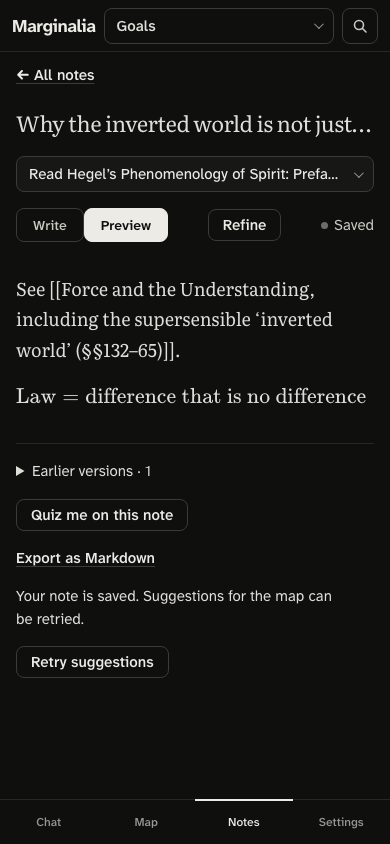 Marginalia
Goals
← All notes
Why the inverted world is not just…
Read Hegel’s Phenomenology of Spirit: Prefa...
Write
Preview
Refine
Saved
See [[Force and the Understanding,
including the supersensible ‘inverted
world’ (§§132–65)]].
Law = difference that is no difference
Earlier versions · 1
Quiz me on this note
Export as Markdown
Your note is saved. Suggestions for the map can
be retried.
Retry suggestions
Chat
Map
Notes
Settings